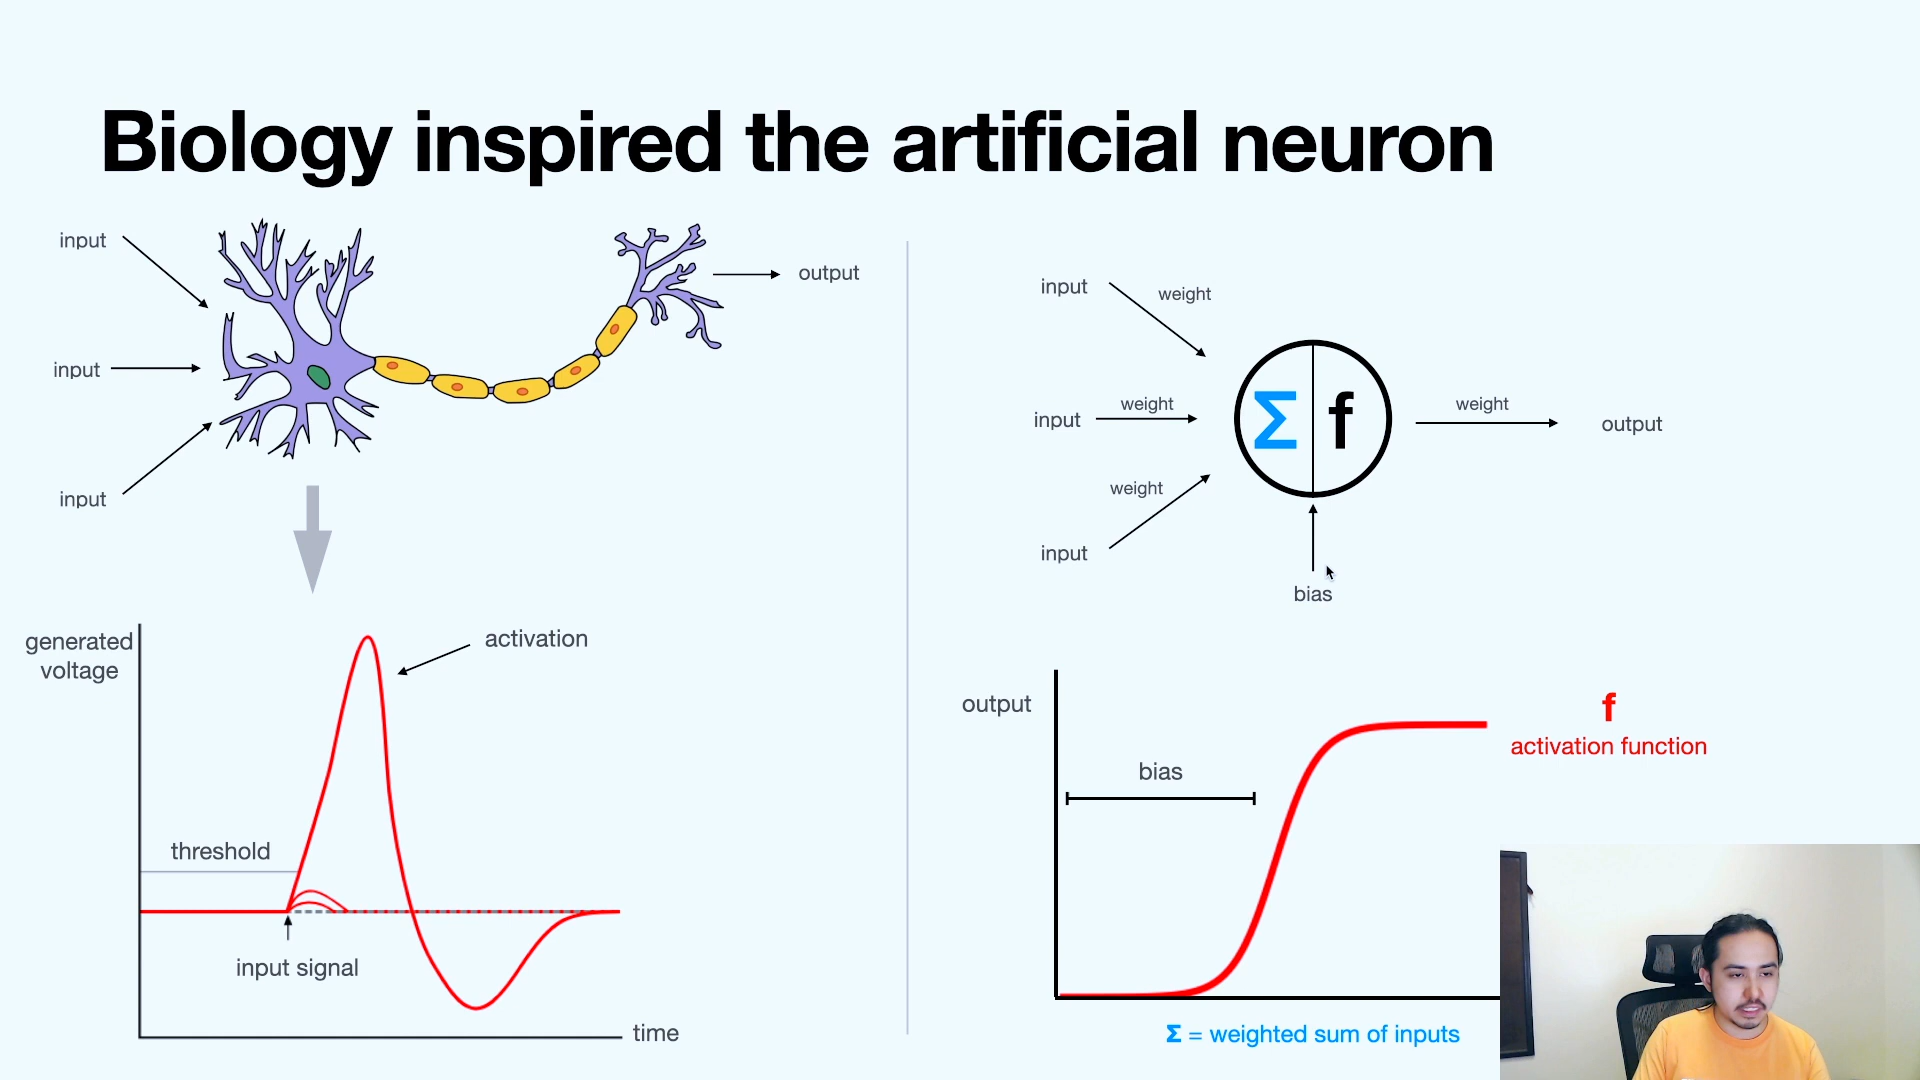 Biology inspired the artificial neuron
input
input
input
output
generated
voltage
activation
threshold
input signal
time
input
weight
input
weight
weight
input
Σ
f
bias
weight
output
output
bias
f
activation function
Σ = weighted sum of inputs